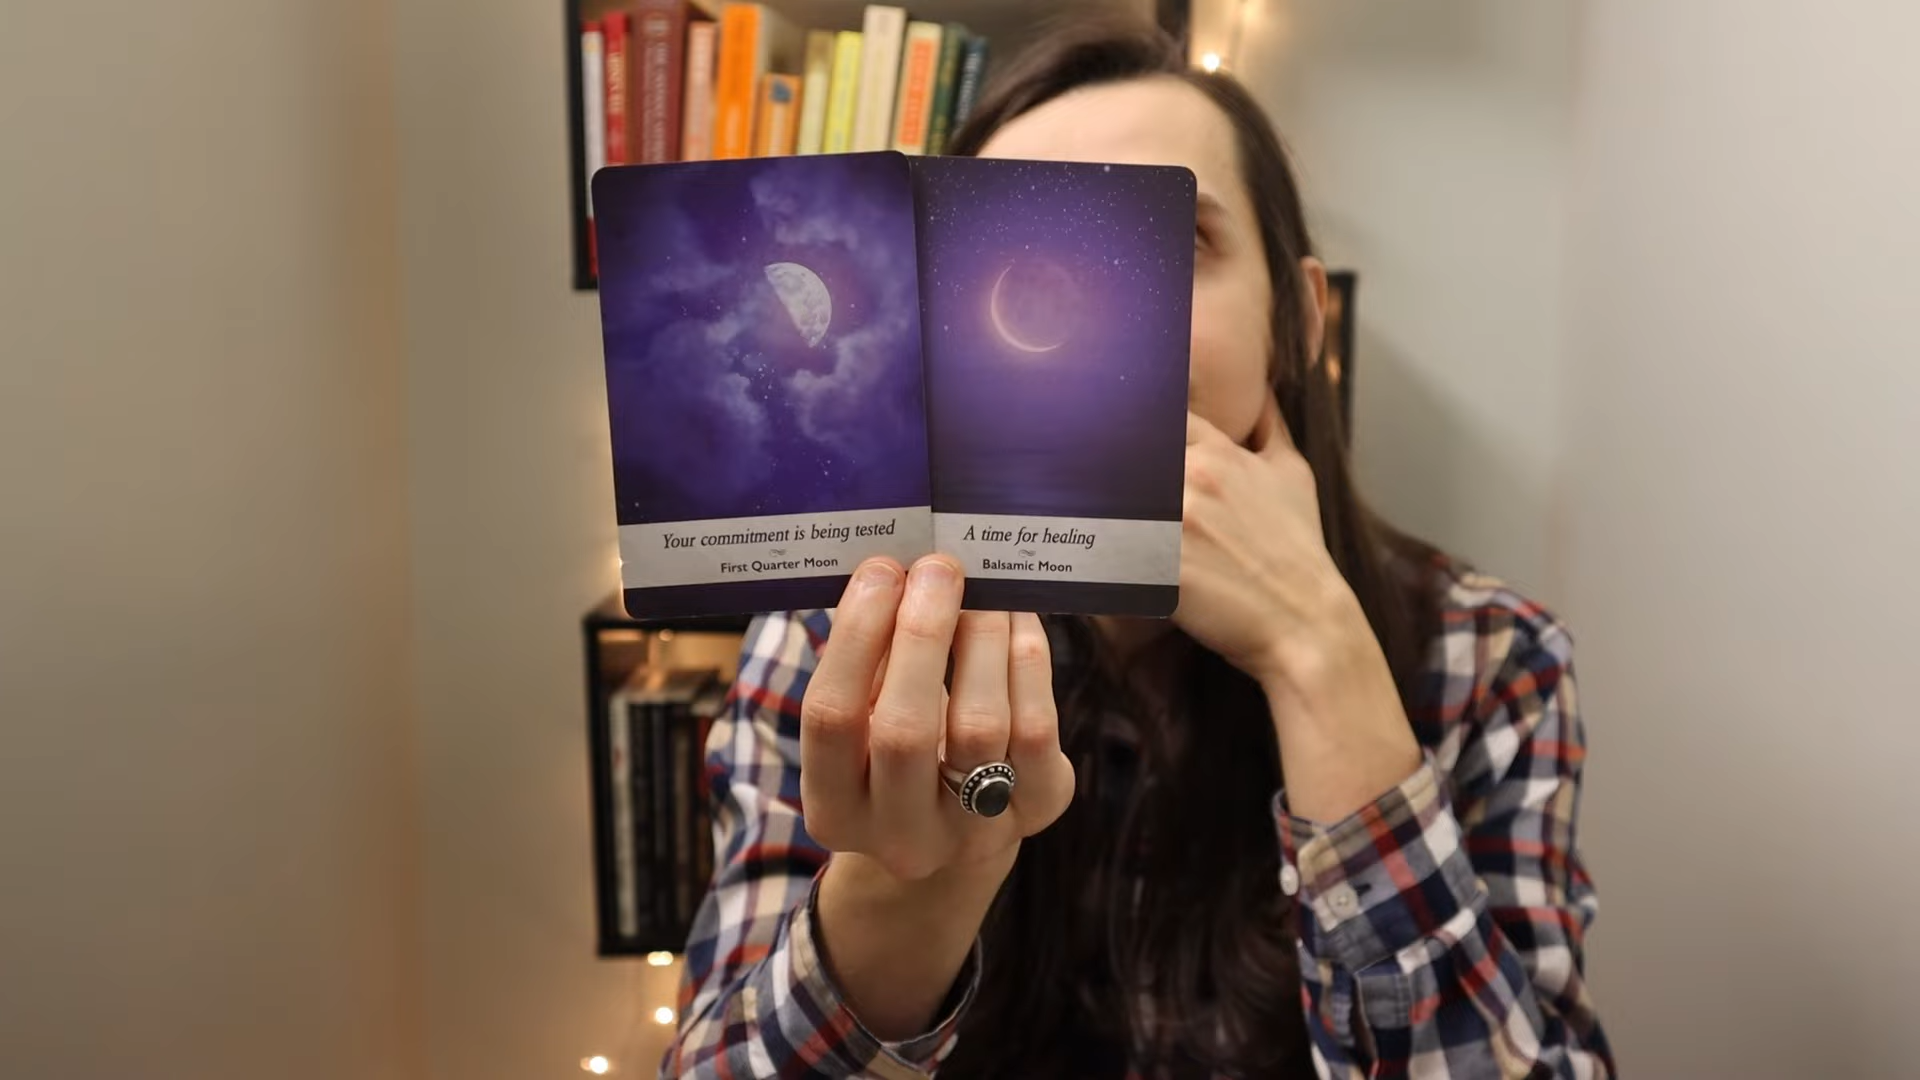 Your commitment is being tested
First Quarter Moon
A time for healing
Balsamic Moon